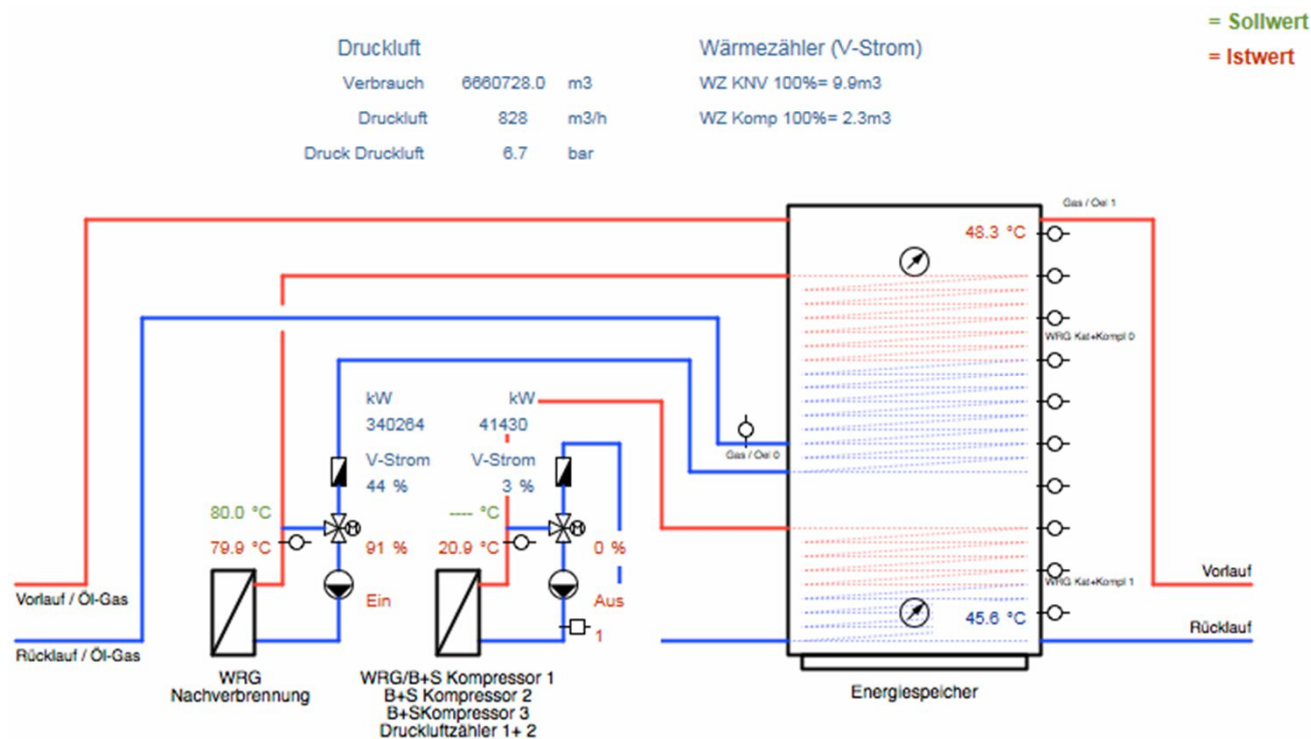 = Sollwert
= Istwert
Druckluft
Verbrauch 6660728.0 m3
Druckluft 828 m3/h
Druck Druckluft 6.7 bar
Wärmezähler (V-Strom)
WZ KNV 100%= 9.9m3
WZ Komp 100%= 2.3m3
Gas / Oel 1
48.3 °C
WRG Kat+Kompl 0
kW
340264
V-Strom
44 %
kW
41430
V-Strom
3 %
Gas / Oel 0
80.0 °C
79.9 °C
M
91 %
Ein
---- °C
20.9 °C
M
0 %
Aus
1
WRG Kat+Kompl 1
45.6 °C
Vorlauf / Öl-Gas
Rücklauf / Öl-Gas
Vorlauf
Rücklauf
WRG
Nachverbrennung
WRG/B+S Kompressor 1
B+S Kompressor 2
B+SKompressor 3
Druckluftzähler 1+ 2
Energiespeicher